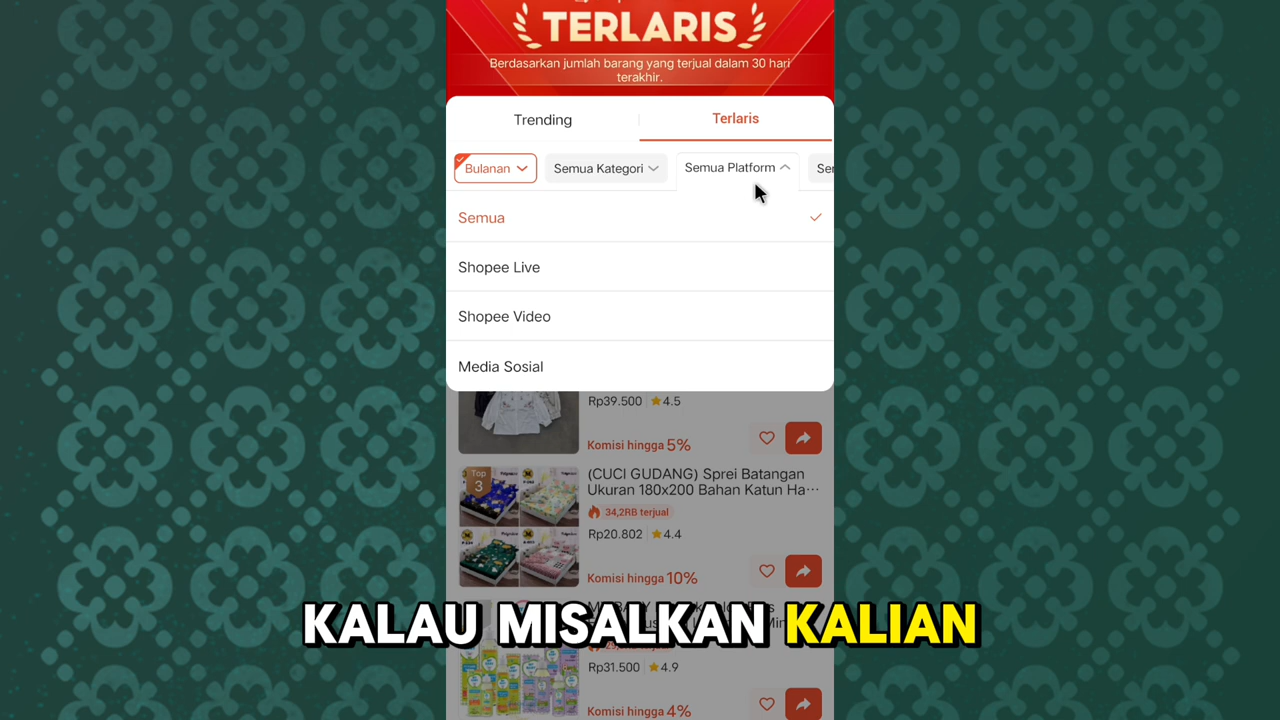 TERLARIS
Berdasarkan jumlah barang yang terjual dalam 30 hari
terakhir.
Trending
Terlaris
Bulanan
Semua Kategori
Semua Platform
Semua
Shopee Live
Shopee Video
Media Sosial
Rp39.500
4.5
Komisi hingga 5%
Top
3
(CUCI GUDANG) Sprei Batangan
Ukuran 180x200 Bahan Katun Ha...
34,2RB terjual
Rp20.802
4.4
Komisi hingga 10%
KALAU MISALKAN KALIAN
Rp31.500
4.9
Komisi hingga 4%